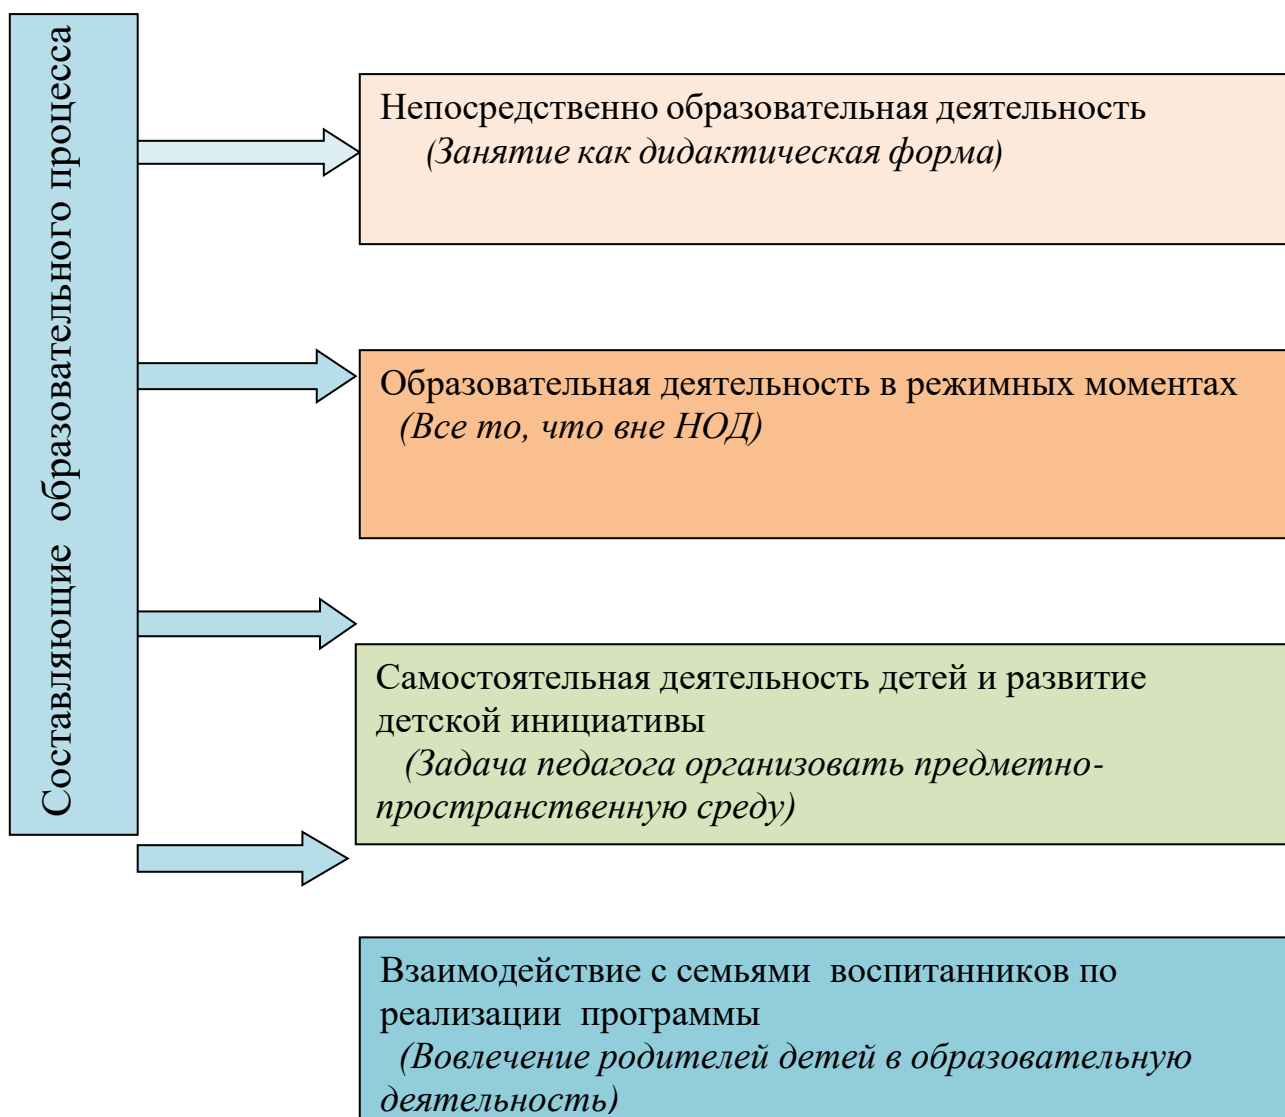 Составляющие образовательного процесса
Непосредственно образовательная деятельность
(Занятие как дидактическая форма)
Образовательная деятельность в режимных моментах
(Все то, что вне НОД)
Самостоятельная деятельность детей и развитие
детской инициативы
(Задача педагога организовать предметно-
пространственную среду)
Взаимодействие с семьями воспитанников по
реализации программы
(Вовлечение родителей детей в образовательную
деятельность)